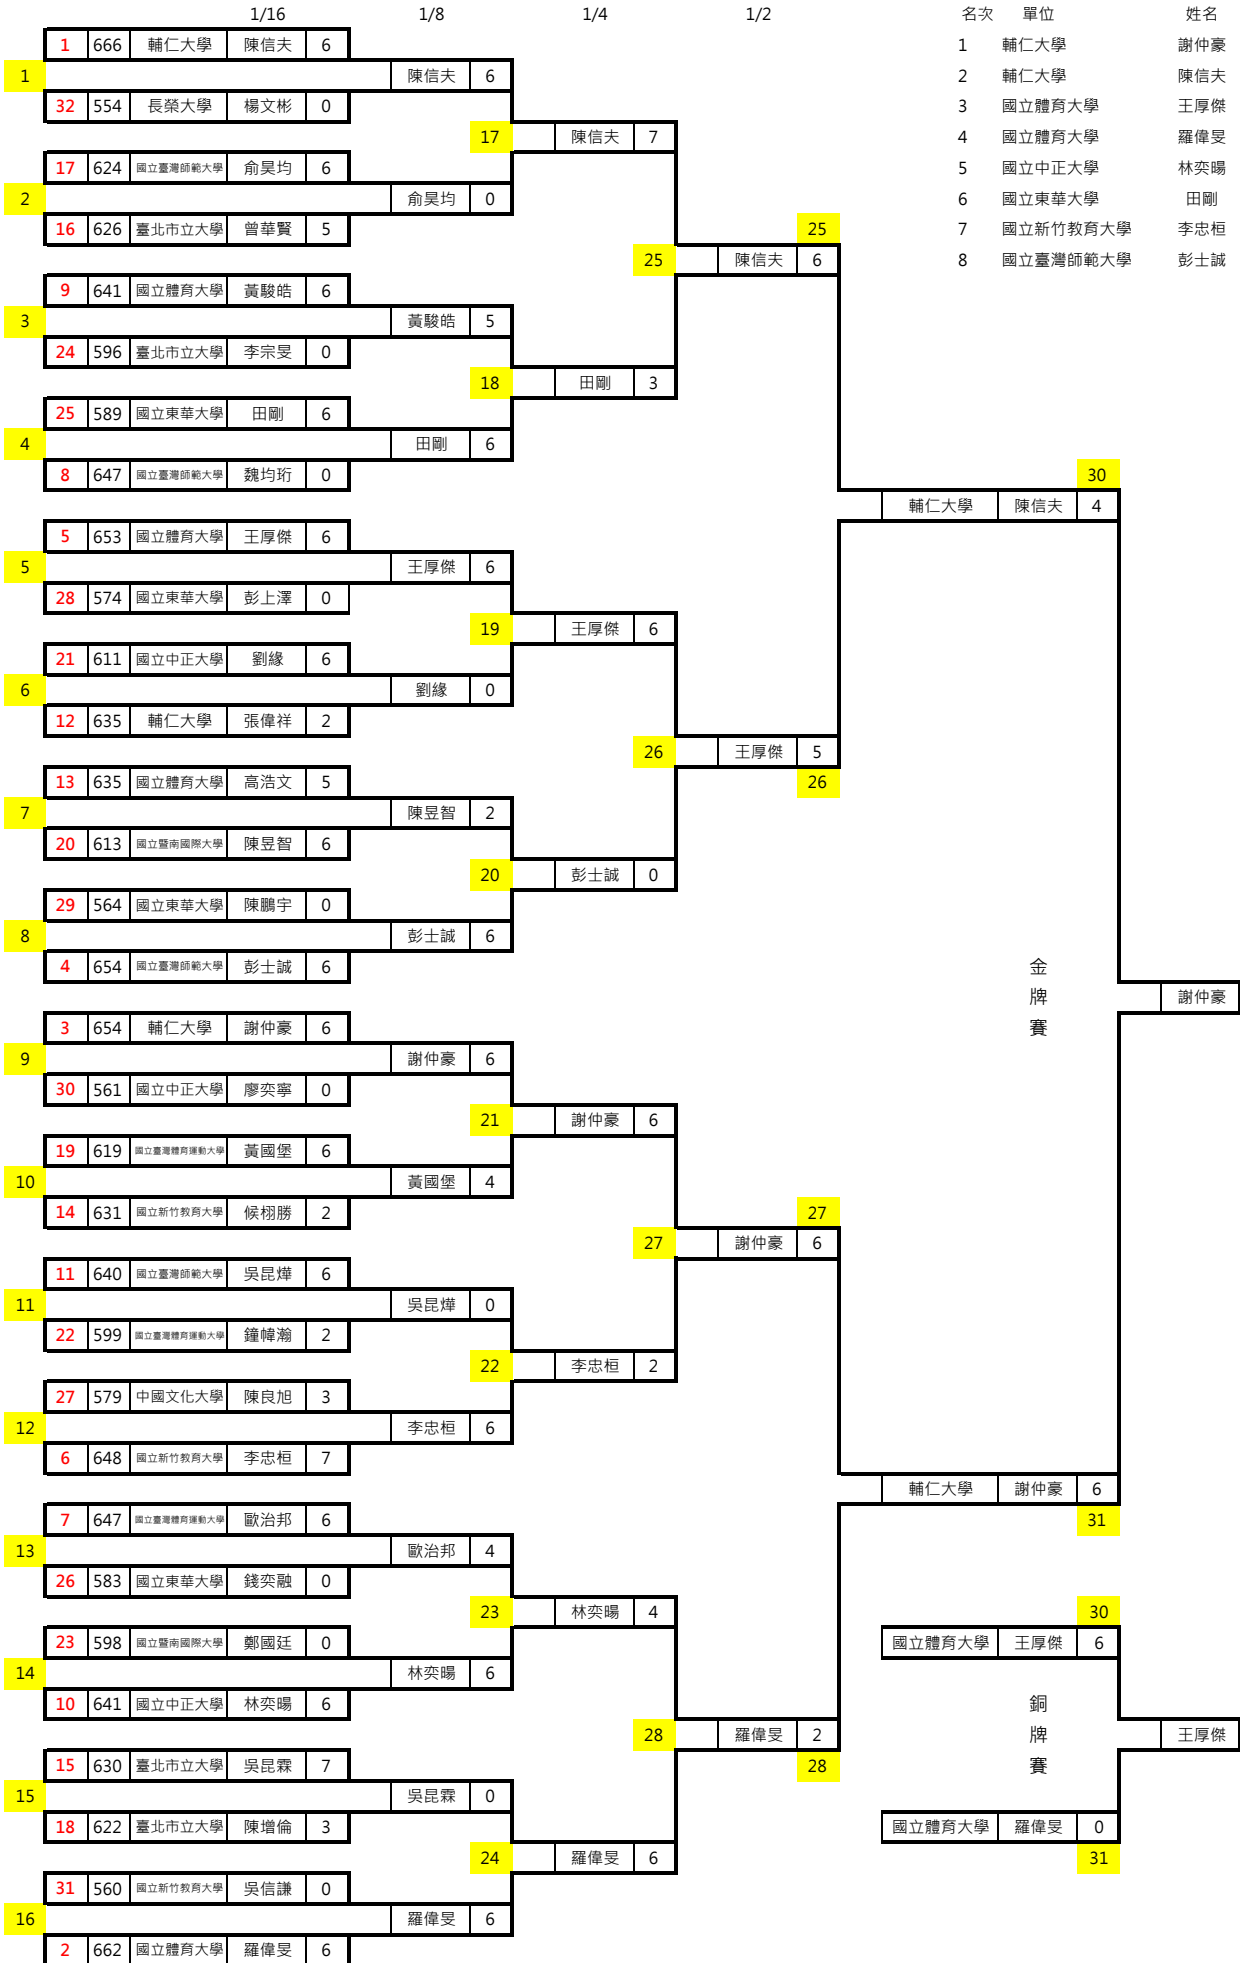 1/16 1/8 1/4 1/2 名次 單位 姓名
1 666 輔仁大學 陳信夫 6 1 輔仁大學 謝仲豪
1 陳信夫 6 2 輔仁大學 陳信夫
32 554 長榮大學 楊文彬 0 3 國立體育大學 王厚傑
17 陳信夫 7 4 國立體育大學 羅偉旻
17 624 國立臺灣師範大學 俞昊均 6 5 國立中正大學 林奕暘
2 俞昊均 0 6 國立東華大學 田剛
16 626 臺北市立大學 曾華賢 5 25 7 國立新竹教育大學 李忠桓
25 陳信夫 6 8 國立臺灣師範大學 彭士誠
9 641 國立體育大學 黃駿皓 6
3 黃駿皓 5
24 596 臺北市立大學 李宗旻 0
18 田剛 3
25 589 國立東華大學 田剛 6
4 田剛 6
8 647 國立臺灣師範大學 魏均珩 0 30
輔仁大學 陳信夫 4
5 653 國立體育大學 王厚傑 6
5 王厚傑 6
28 574 國立東華大學 彭上澤 0
19 王厚傑 6
21 611 國立中正大學 劉緣 6
6 劉緣 0
12 635 輔仁大學 張偉祥 2
26 王厚傑 5
13 635 國立體育大學 高浩文 5 26
7 陳昱智 2
20 613 國立暨南國際大學 陳昱智 6
20 彭士誠 0
29 564 國立東華大學 陳鵬宇 0
8 彭士誠 6
4 654 國立臺灣師範大學 彭士誠 6 金
牌 謝仲豪
3 654 輔仁大學 謝仲豪 6 賽
9 謝仲豪 6
30 561 國立中正大學 廖奕寧 0
21 謝仲豪 6
19 619 國立臺灣體育運動大學 黃國堡 6
10 黃國堡 4
14 631 國立新竹教育大學 候栩勝 2 27
27 謝仲豪 6
11 640 國立臺灣師範大學 吳昆燁 6
11 吳昆燁 0
22 599 國立臺灣體育運動大學 鐘幃瀚 2
22 李忠桓 2
27 579 中國文化大學 陳良旭 3
12 李忠桓 6
6 648 國立新竹教育大學 李忠桓 7
輔仁大學 謝仲豪 6
7 647 國立臺灣體育運動大學 歐治邦 6 31
13 歐治邦 4
26 583 國立東華大學 錢奕融 0
23 林奕暘 4 30
23 598 國立暨南國際大學 鄭國廷 0 國立體育大學 王厚傑 6
14 林奕暘 6
10 641 國立中正大學 林奕暘 6 銅
28 羅偉旻 2 牌 王厚傑
15 630 臺北市立大學 吳昆霖 7 28 賽
15 吳昆霖 0
18 622 臺北市立大學 陳增倫 3 國立體育大學 羅偉旻 0
24 羅偉旻 6 31
31 560 國立新竹教育大學 吳信謙 0
16 羅偉旻 6
2 662 國立體育大學 羅偉旻 6